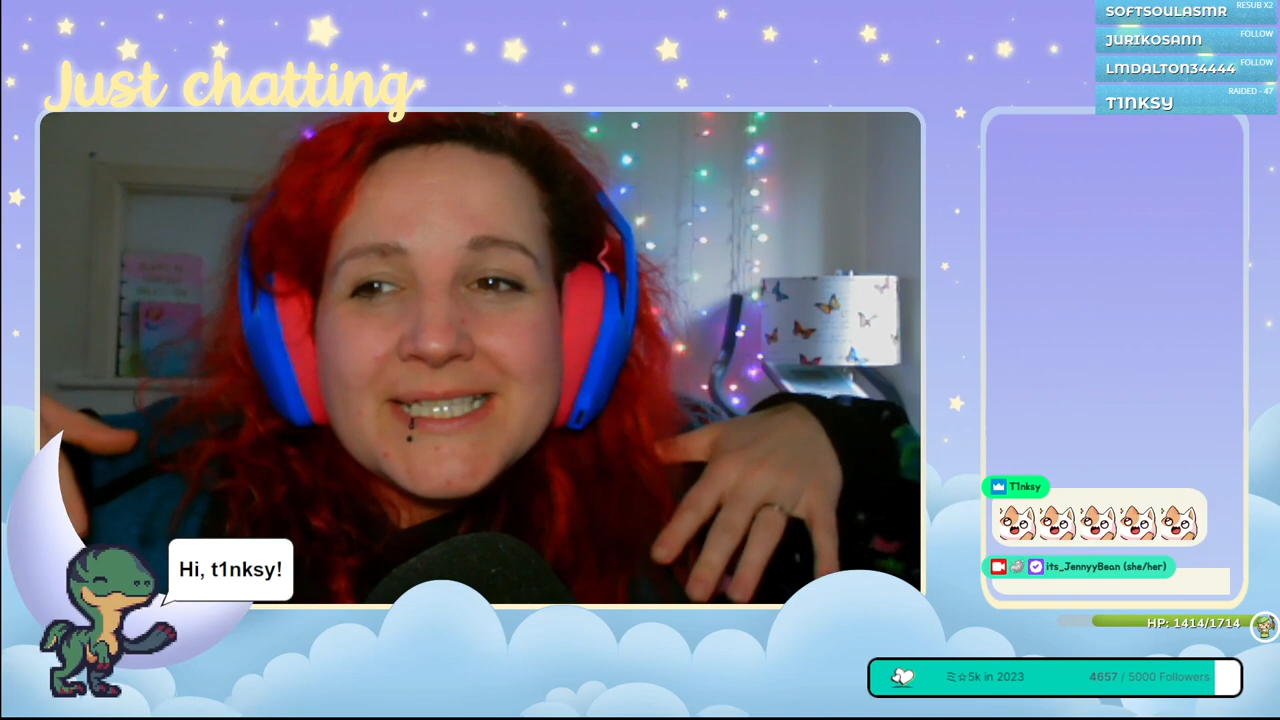 RESUB X2
SOFTSOULASMR
FOLLOW
JURIKOSANN
FOLLOW
LMDALTON34444
RAIDED - 47
T1NKSY
Just chatting
T1nksy
its_JennyyBean (she/her)
Hi, t1nksy!
HP: 1414/1714
ミ☆5k in 2023
4657 / 5000 Followers